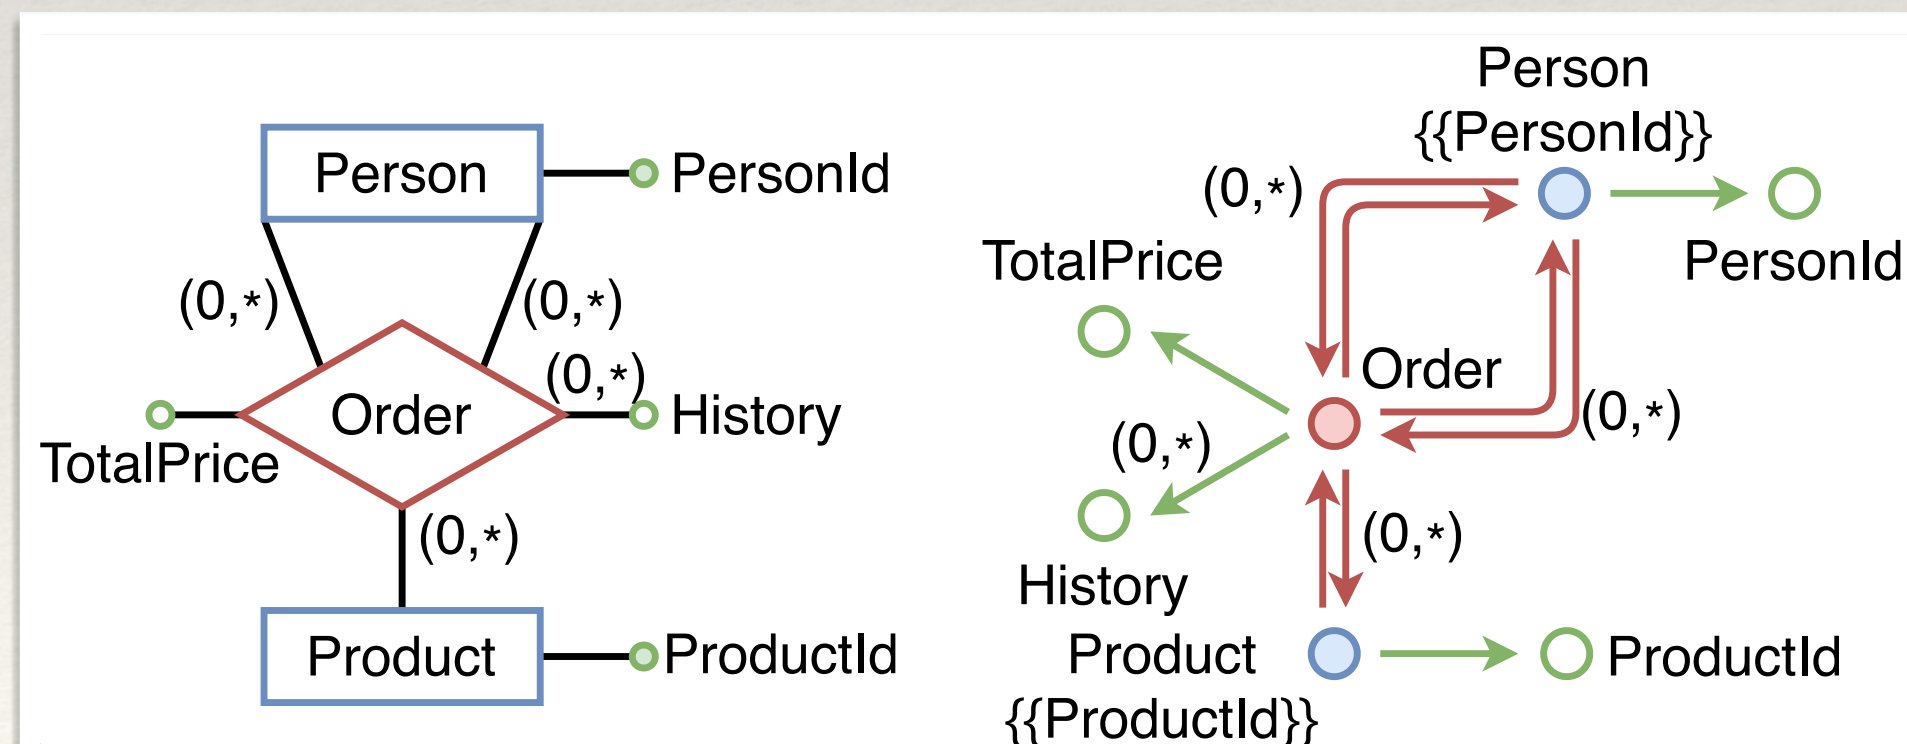 Person
PersonId
(0,*)
(0,*)
(0,*)
Order
History
TotalPrice
(0,*)
Product
ProductId
Person
{{PersonId}}
(0,*)
TotalPrice
PersonId
Order
(0,*)
(0,*)
(0,*)
History
Product
ProductId
{{ProductId}}